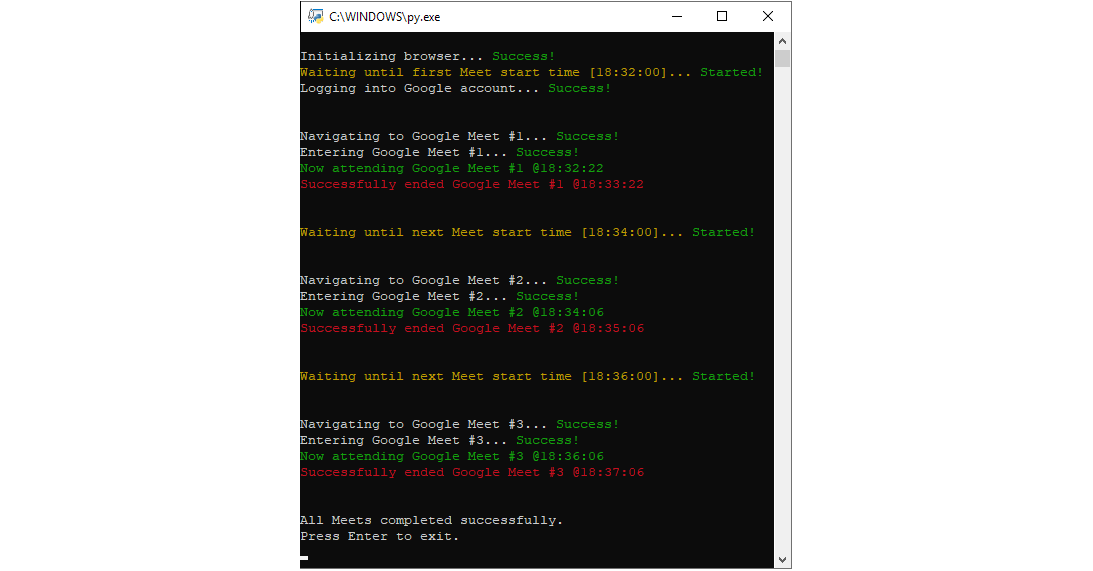 C:\WINDOWS\py.exe
Initializing browser... Success!
Waiting until first Meet start time [18:32:00]... Started!
Logging into Google account... Success!
Navigating to Google Meet #1... Success!
Entering Google Meet #1... Success!
Now attending Google Meet #1 @18:32:22
Successfully ended Google Meet #1 @18:33:22
Waiting until next Meet start time [18:34:00]... Started!
Navigating to Google Meet #2... Success!
Entering Google Meet #2... Success!
Now attending Google Meet #2 @18:34:06
Successfully ended Google Meet #2 @18:35:06
Waiting until next Meet start time [18:36:00]... Started!
Navigating to Google Meet #3... Success!
Entering Google Meet #3... Success!
Now attending Google Meet #3 @18:36:06
Successfully ended Google Meet #3 @18:37:06
All Meets completed successfully.
Press Enter to exit.